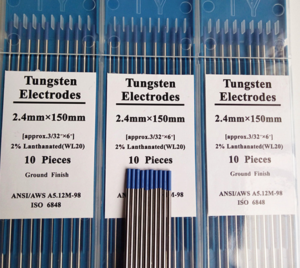 Tungsten
Electrodes
2.4mm×150mm
[approx.3/32"×6"]
2% Lanthanated(WL20)
10 Pieces
Ground Finish
ANSI/AWS A5.12M-98
ISO 6848
Tungsten
Electrodes
2.4mm×150mm
[approx.3/32"×6"]
2% Lanthanated(WL20)
10 Pieces
Ground Finish
ANSI/AWS A5.12M-98
ISO 6848
Tungsten
Electrodes
2.4mm×150mm
[approx.3/32"×6"]
2% Lanthanated(WL20)
10 Pieces
Ground Finish
ANSI/AWS A5.12M-98
ISO 6848